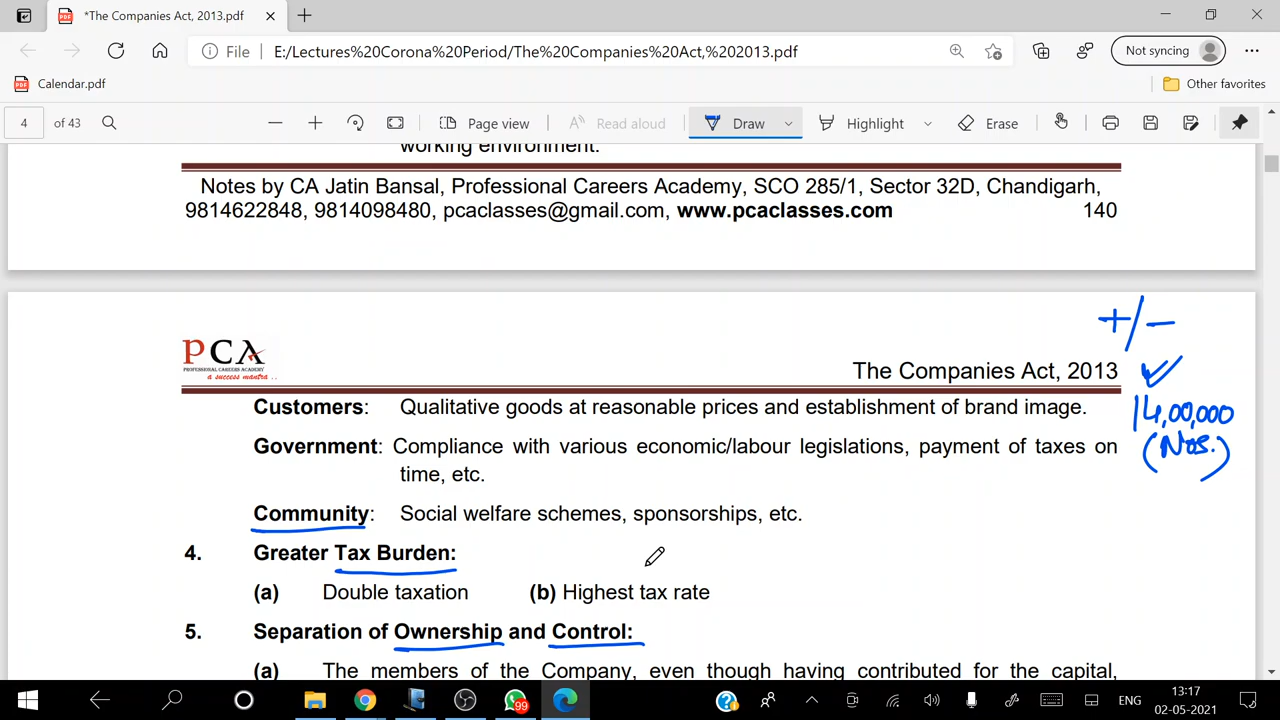 *The Companies Act, 2013.pdf
File E:/Lectures%20Corona%20Period/The%20Companies%20Act,%202013.pdf
Not syncing
Calendar.pdf
Other favorites
4 of 43
Page view
Read aloud
Draw
Highlight
Erase
working environment.
Notes by CA Jatin Bansal, Professional Careers Academy, SCO 285/1, Sector 32D, Chandigarh,
9814622848, 9814098480, pcaclasses@gmail.com, www.pcaclasses.com 140
+/-
PCA
PROFESSIONAL CAREERS ACADEMY
a success mantra ..
The Companies Act, 2013
Customers: Qualitative goods at reasonable prices and establishment of brand image.
14,00,000
(Nos.)
Government: Compliance with various economic/labour legislations, payment of taxes on
time, etc.
Community: Social welfare schemes, sponsorships, etc.
4. Greater Tax Burden:
(a) Double taxation (b) Highest tax rate
5. Separation of Ownership and Control:
(a) The members of the Company, even though having contributed for the capital,
99
ENG
13:17
02-05-2021